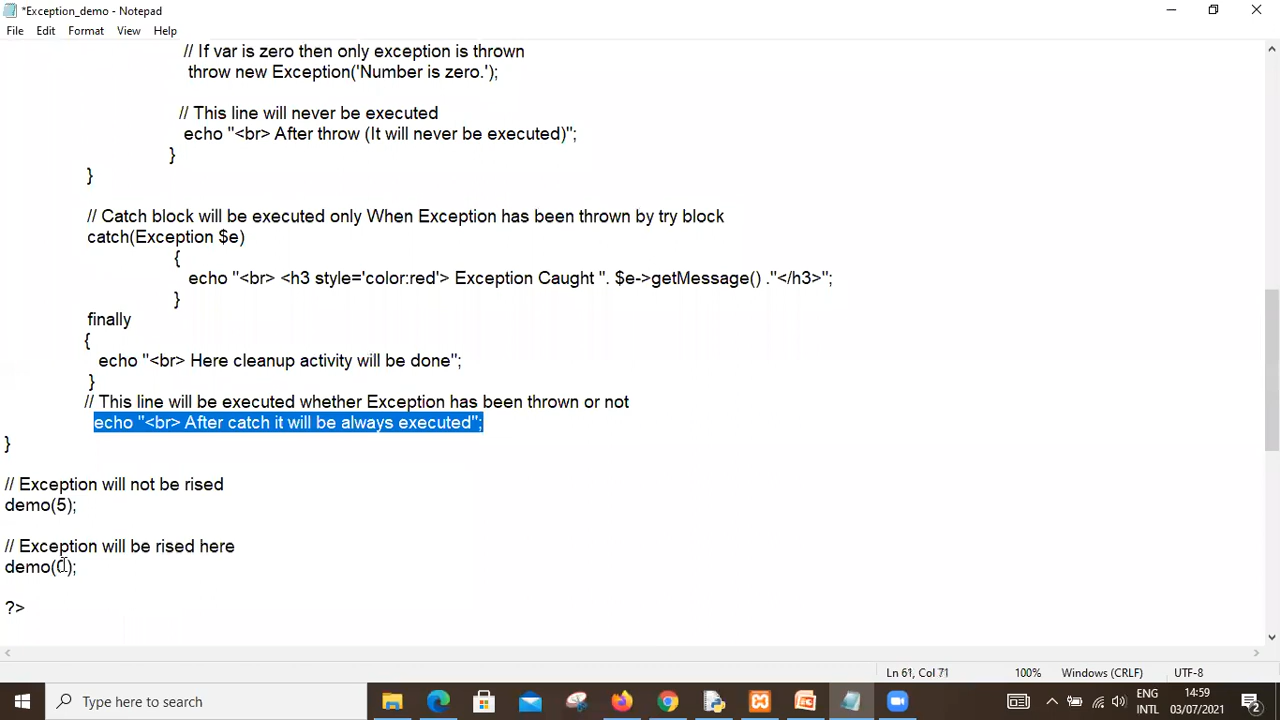 *Exception_demo - Notepad
File Edit Format View Help
// If var is zero then only exception is thrown
throw new Exception('Number is zero.');
// This line will never be executed
echo "<br> After throw (It will never be executed)";
}
}
// Catch block will be executed only When Exception has been thrown by try block
catch(Exception $e)
{
echo "<br> <h3 style='color:red'> Exception Caught ". $e->getMessage() ."</h3>";
}
finally
{
echo "<br> Here cleanup activity will be done";
}
// This line will be executed whether Exception has been thrown or not
echo "<br> After catch it will be always executed";
}
// Exception will not be rised
demo(5);
// Exception will be rised here
demo(0);
?>
Ln 61, Col 71 100% Windows (CRLF) UTF-8
Type here to search
ENG 14:59
INTL 03/07/2021
2